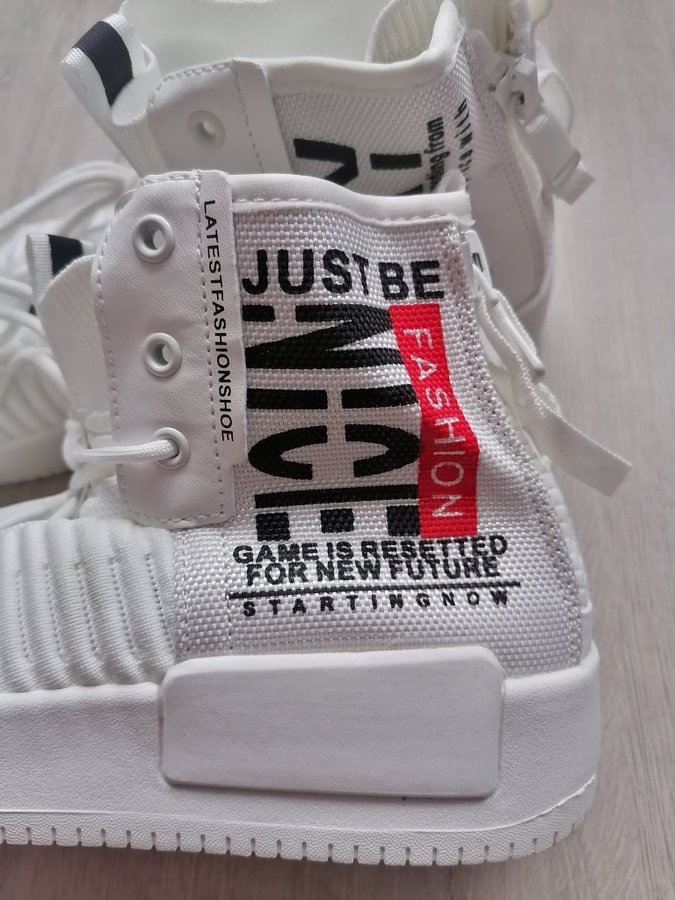 LATESTFASHIONSHOE
JUST BE
NICE
FASHION
GAME IS RESETTED
FOR NEW FUTURE
STARTINGNOW